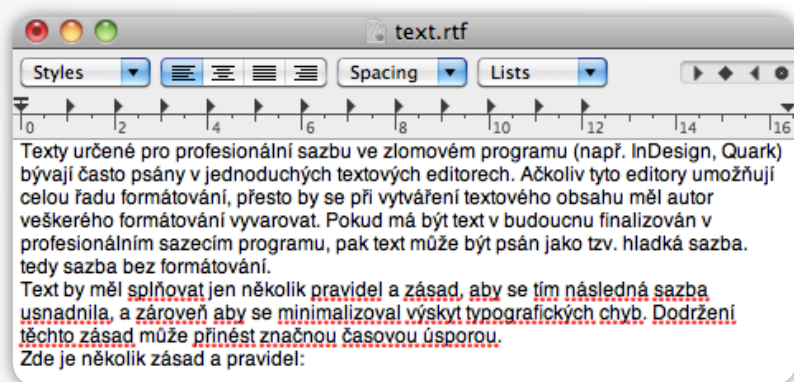 text.rtf
Styles Spacing Lists
0 2 4 6 8 10 12 14 16
Texty určené pro profesionální sazbu ve zlomovém programu (např. InDesign, Quark)
bývají často psány v jednoduchých textových editorech. Ačkoliv tyto editory umožňují
celou řadu formátování, přesto by se při vytváření textového obsahu měl autor
veškerého formátování vyvarovat. Pokud má být text v budoucnu finalizován v
profesionálním sazecím programu, pak text může být psán jako tzv. hladká sazba.
tedy sazba bez formátování.
Text by měl splňovat jen několik pravidel a zásad, aby se tím následná sazba
usnadnila, a zároveň aby se minimalizoval výskyt typografických chyb. Dodržení
těchto zásad může přinést značnou časovou úsporou.
Zde je několik zásad a pravidel: